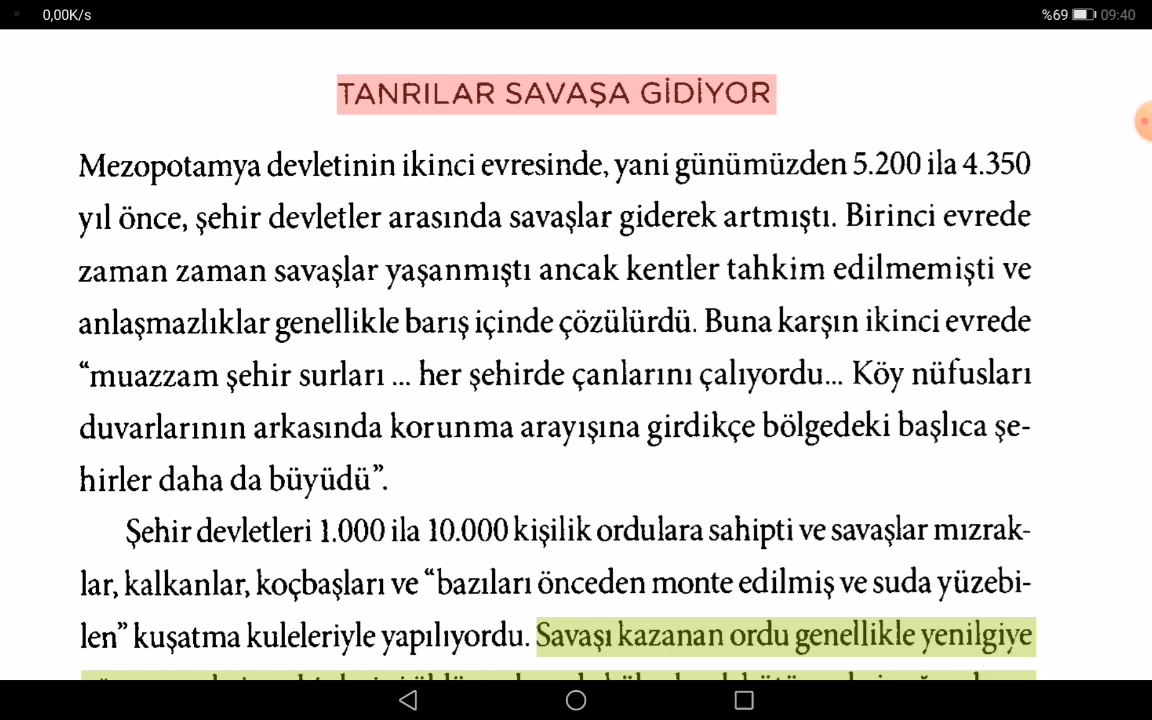 0,00K/s
%69 09:40
TANRILAR SAVAŞA GİDİYOR
Mezopotamya devletinin ikinci evresinde, yani günümüzden 5.200 ila 4.350
yıl önce, şehir devletler arasında savaşlar giderek artmıştı. Birinci evrede
zaman zaman savaşlar yaşanmıştı ancak kentler tahkim edilmemişti ve
anlaşmazlıklar genellikle barış içinde çözülürdü. Buna karşın ikinci evrede
“muazzam şehir surları ... her şehirde çanlarını çalıyordu... Köy nüfusları
duvarlarının arkasında korunma arayışına girdikçe bölgedeki başlıca şe-
hirler daha da büyüdü”.
Şehir devletleri 1.000 ila 10.000 kişilik ordulara sahipti ve savaşlar mızrak-
lar, kalkanlar, koçbaşları ve “bazıları önceden monte edilmiş ve suda yüzebi-
len” kuşatma kuleleriyle yapılıyordu. Savaşı kazanan ordu genellikle yenilgiye